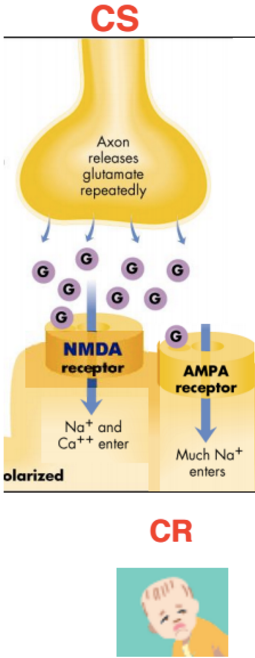 CS
Axon
releases
glutamate
repeatedly
G
G
G
G
G
G
G
G
G
NMDA
receptor
AMPA
receptor
Na+ and
Ca++ enter
Much Na+
enters
olarized
CR